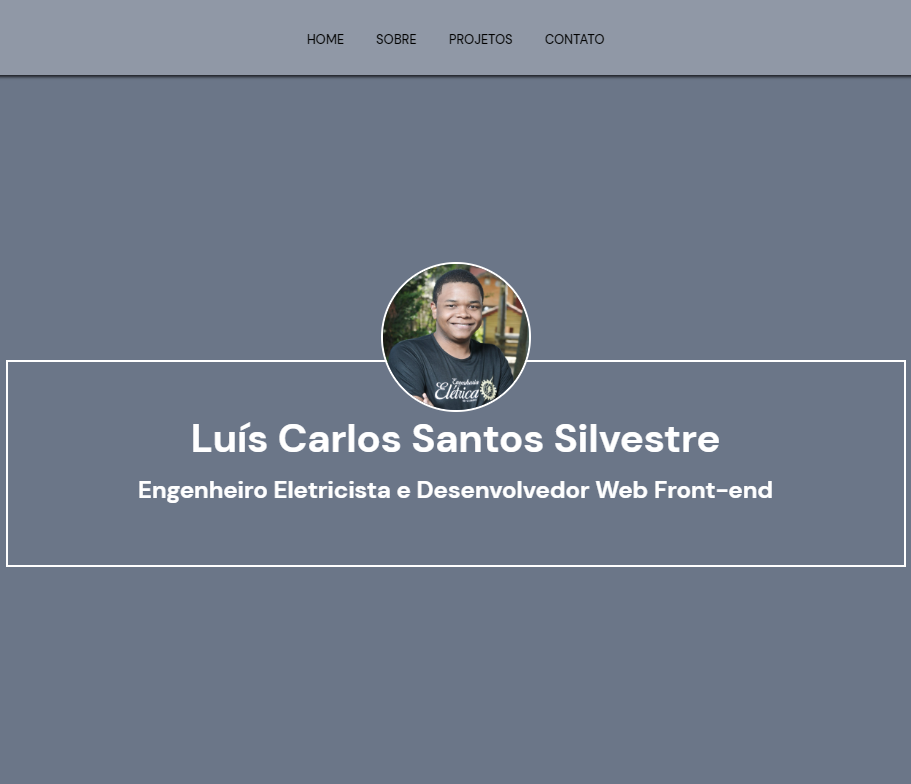 HOME SOBRE PROJETOS CONTATO
Engenharia
Elétrica
Luís Carlos Santos Silvestre
Engenheiro Eletricista e Desenvolvedor Web Front-end